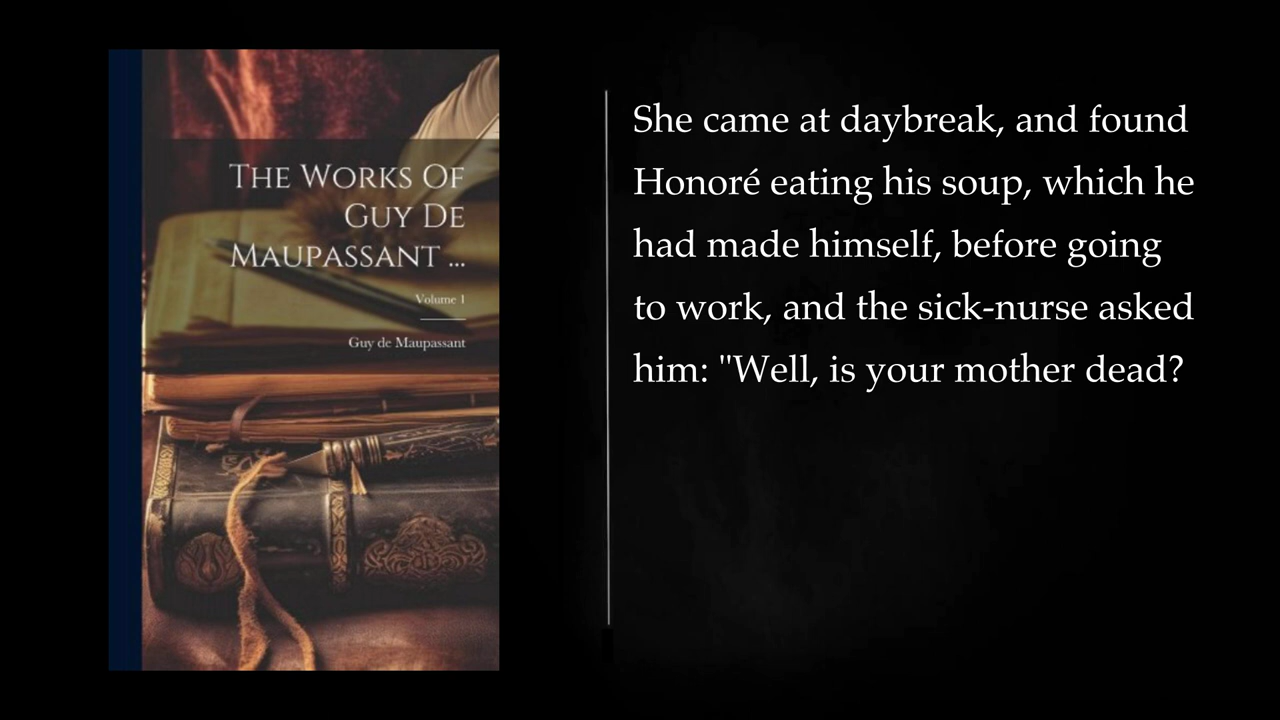 The Works Of
Guy De
Maupassant ...
Volume 1
Guy de Maupassant
She came at daybreak, and found
Honoré eating his soup, which he
had made himself, before going
to work, and the sick-nurse asked
him: "Well, is your mother dead?